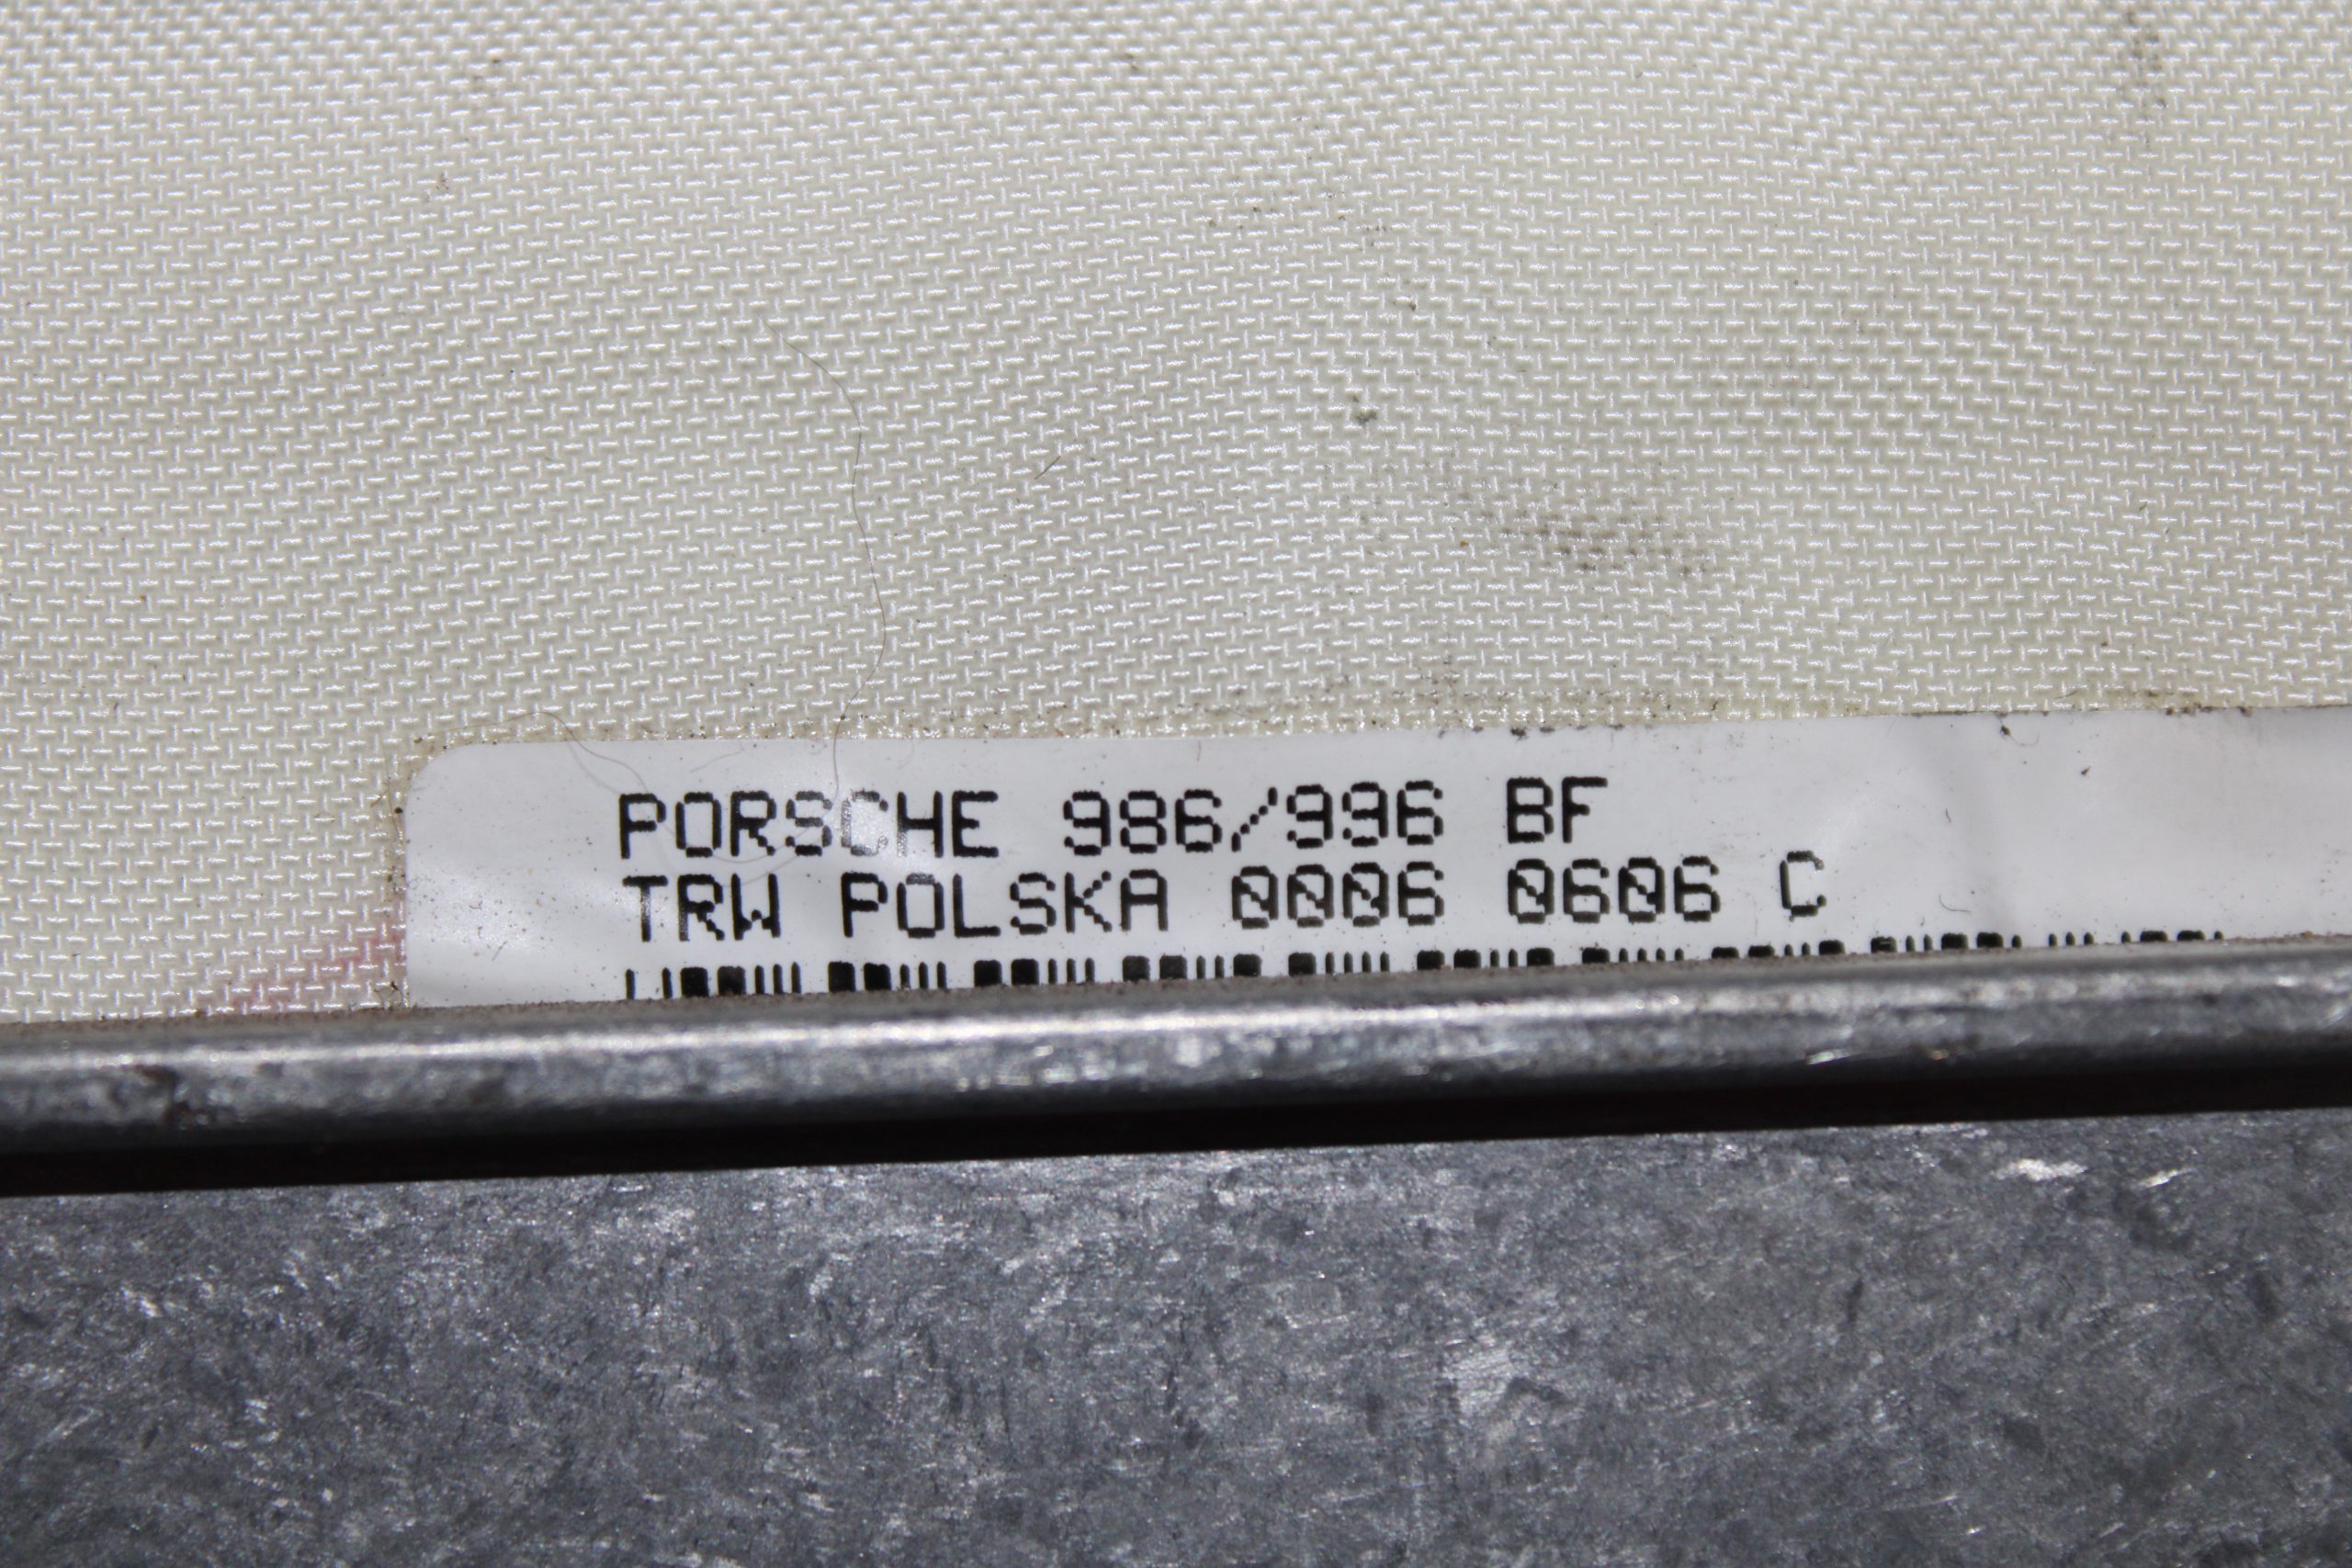 PORSCHE 986/996 BF
TRW POLSKA 0006 0606 C